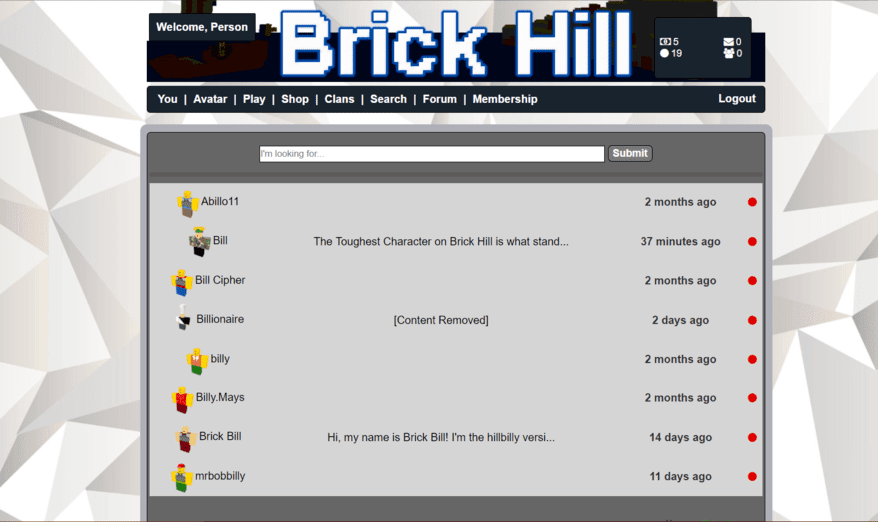 Welcome, Person
Brick Hill
5 0
19 0
You | Avatar | Play | Shop | Clans | Search | Forum | Membership Logout
I'm looking for... Submit
Abillo11 2 months ago
Bill The Toughest Character on Brick Hill is what stand... 37 minutes ago
Bill Cipher 2 months ago
Billionaire [Content Removed] 2 days ago
billy 2 months ago
Billy.Mays 2 months ago
Brick Bill Hi, my name is Brick Bill! I'm the hillbilly versi... 14 days ago
mrbobbilly 11 days ago